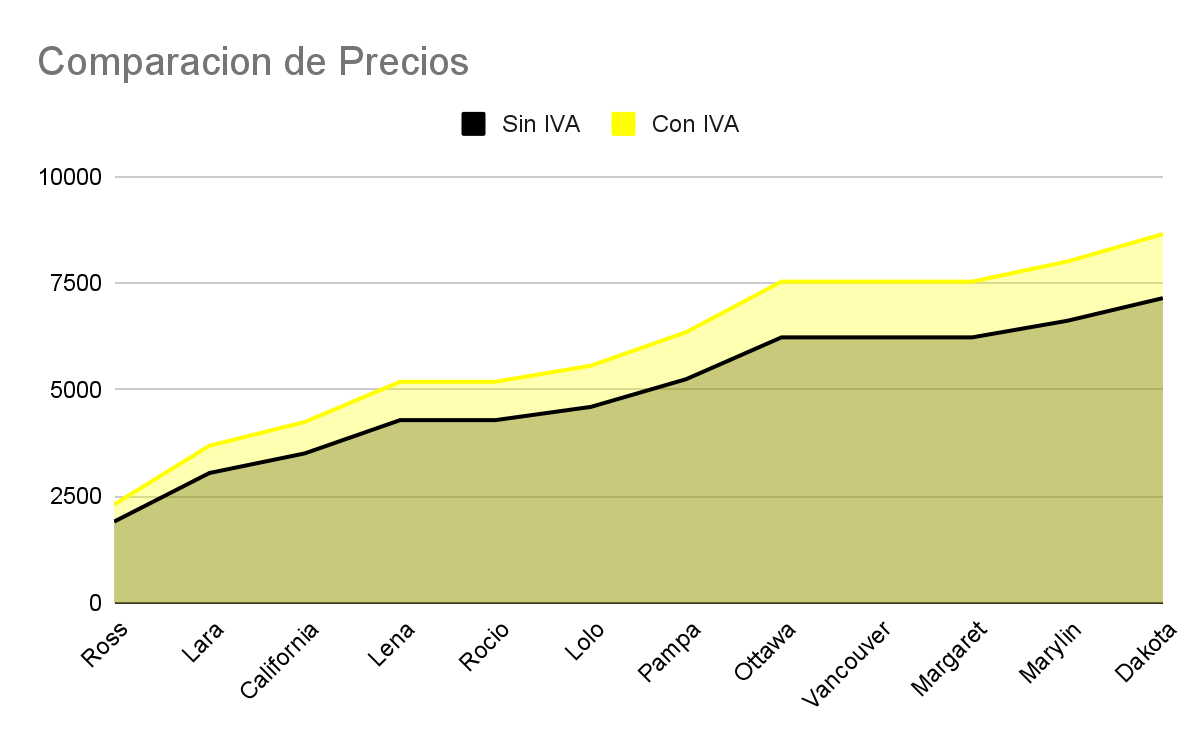 Comparacion de Precios
Sin IVA
Con IVA
10000
7500
5000
2500
0
Ross
Lara
California
Lena
Rocio
Lolo
Pampa
Ottawa
Vancouver
Margaret
Marylin
Dakota